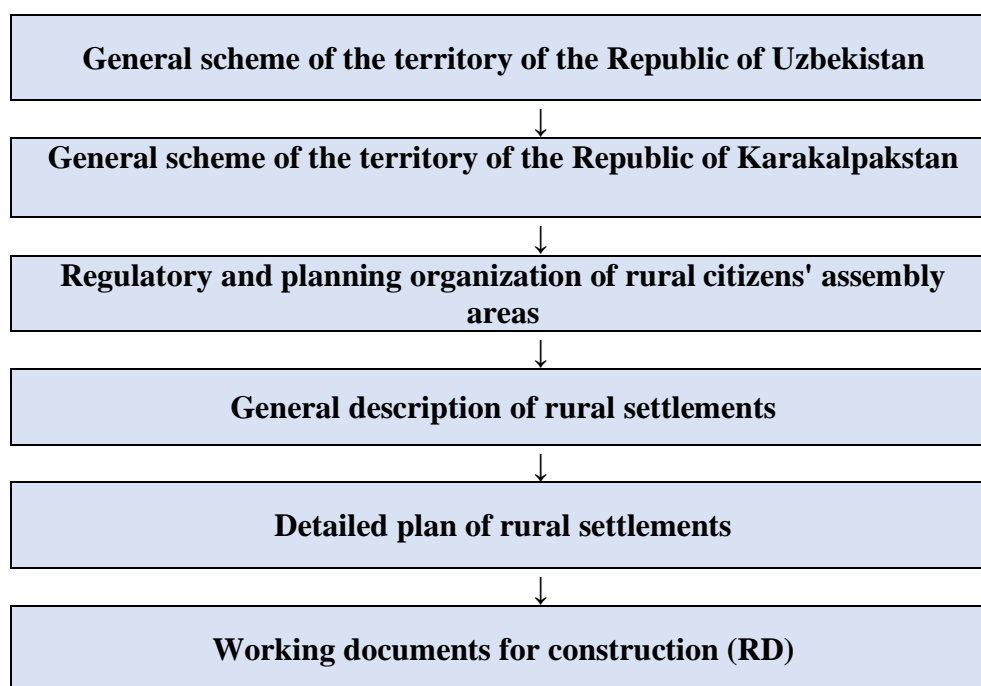 General scheme of the territory of the Republic of Uzbekistan
↓
General scheme of the territory of the Republic of Karakalpakstan
↓
Regulatory and planning organization of rural citizens' assembly
areas
↓
General description of rural settlements
↓
Detailed plan of rural settlements
↓
Working documents for construction (RD)